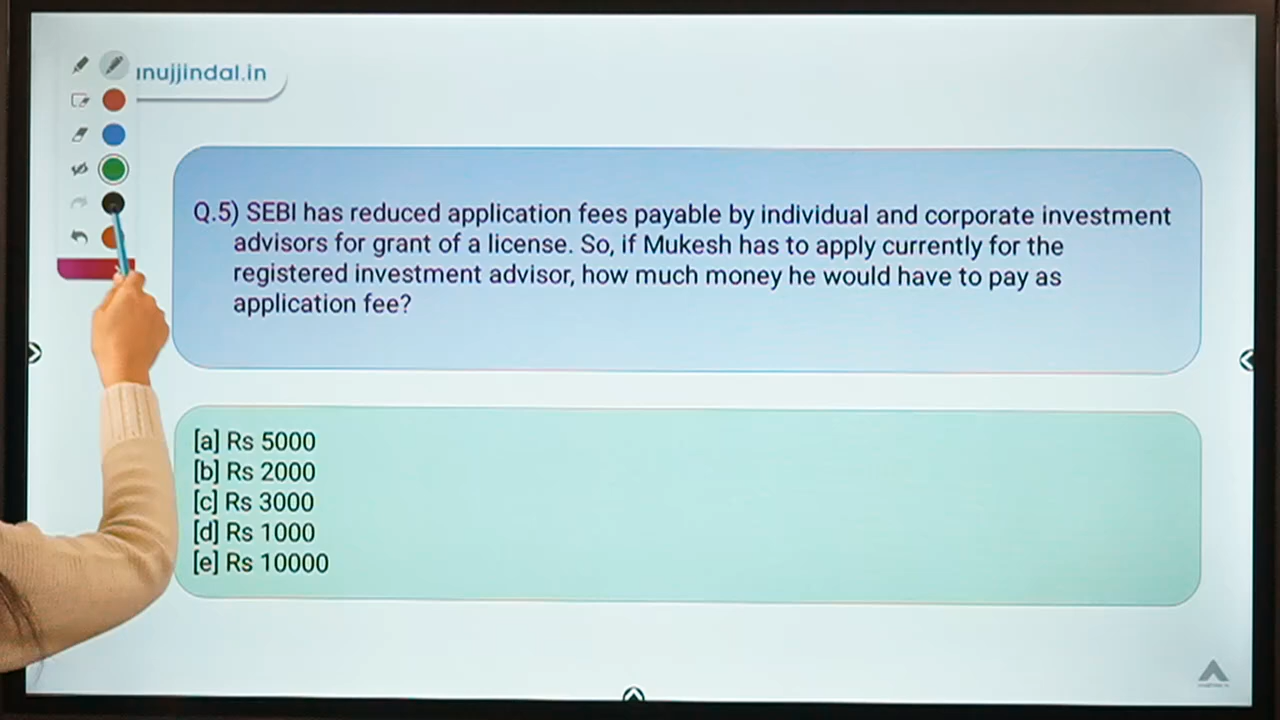 nujjindal.in
Q.5) SEBI has reduced application fees payable by individual and corporate investment
advisors for grant of a license. So, if Mukesh has to apply currently for the
registered investment advisor, how much money he would have to pay as
application fee?
[a] Rs 5000
[b] Rs 2000
[c] Rs 3000
[d] Rs 1000
[e] Rs 10000